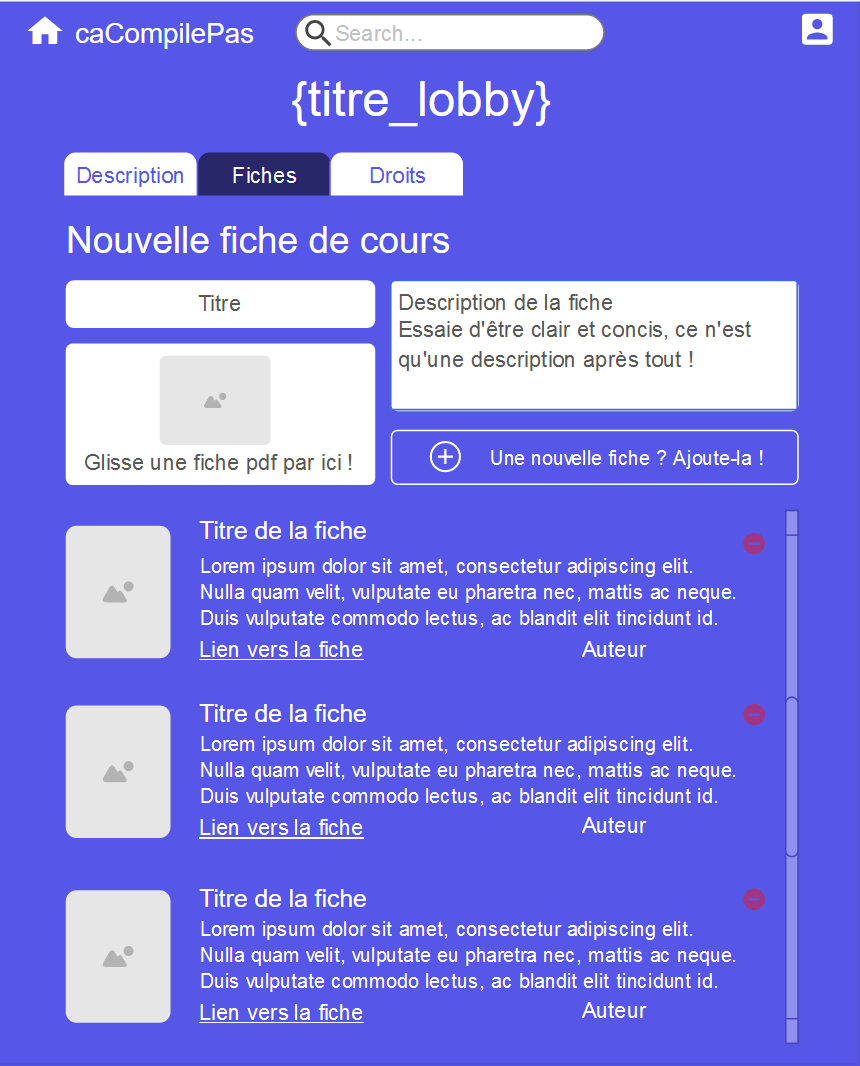 caCompilePas
Search...
{titre_lobby}
Description
Fiches
Droits
Nouvelle fiche de cours
Titre
Glisse une fiche pdf par ici !
Description de la fiche
Essaie d'être clair et concis, ce n'est
qu'une description après tout !
Une nouvelle fiche ? Ajoute-la !
Titre de la fiche
Lorem ipsum dolor sit amet, consectetur adipiscing elit.
Nulla quam velit, vulputate eu pharetra nec, mattis ac neque.
Duis vulputate commodo lectus, ac blandit elit tincidunt id.
Lien vers la fiche
Auteur
Titre de la fiche
Lorem ipsum dolor sit amet, consectetur adipiscing elit.
Nulla quam velit, vulputate eu pharetra nec, mattis ac neque.
Duis vulputate commodo lectus, ac blandit elit tincidunt id.
Lien vers la fiche
Auteur
Titre de la fiche
Lorem ipsum dolor sit amet, consectetur adipiscing elit.
Nulla quam velit, vulputate eu pharetra nec, mattis ac neque.
Duis vulputate commodo lectus, ac blandit elit tincidunt id.
Lien vers la fiche
Auteur